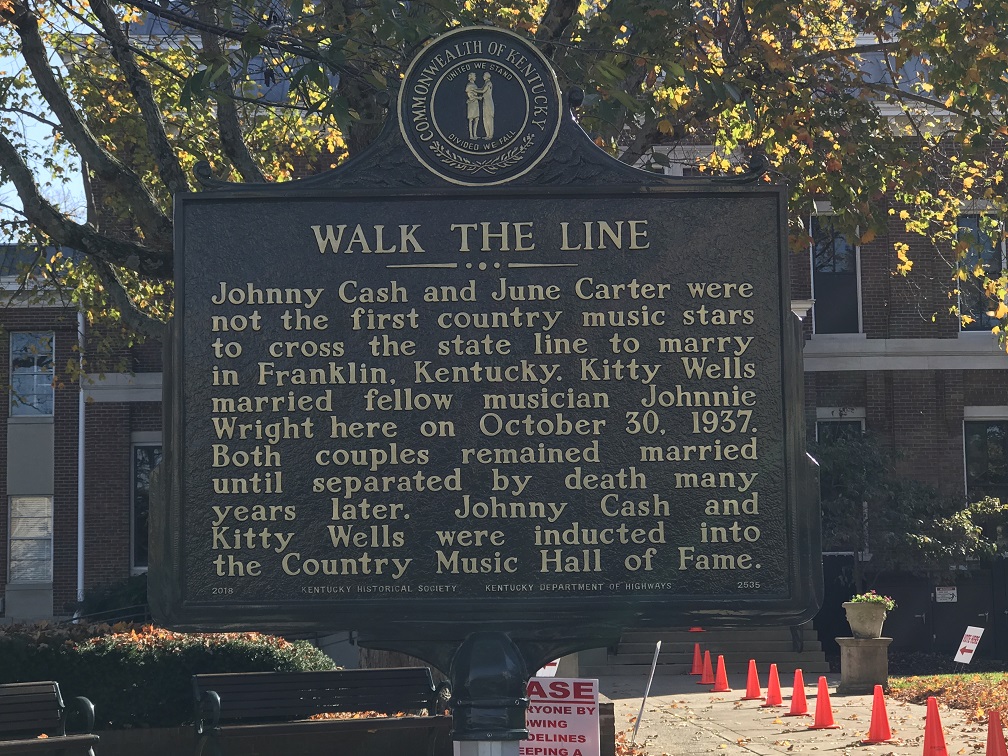 COMMONWEALTH OF KENTUCKY
UNITED WE STAND
DIVIDED WE FALL
WALK THE LINE
Johnny Cash and June Carter were
not the first country music stars
to cross the state line to marry
in Franklin, Kentucky. Kitty Wells
married fellow musician Johnnie
Wright here on October 30, 1937.
Both couples remained married
until separated by death many
years later. Johnny Cash and
Kitty Wells were inducted into
the Country Music Hall of Fame.
2018 KENTUCKY HISTORICAL SOCIETY KENTUCKY DEPARTMENT OF HIGHWAYS 2535
ASE
RYONE BY
OWING
DELINES
EEPING A